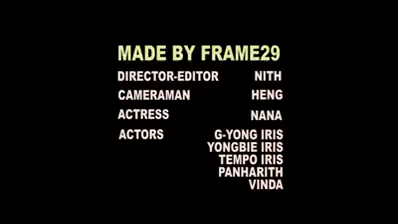 MADE BY FRAME29
DIRECTOR-EDITOR NITH
CAMERAMAN HENG
ACTRESS NANA
ACTORS G-YONG IRIS
YONGBIE IRIS
TEMPO IRIS
PANHARITH
VINDA